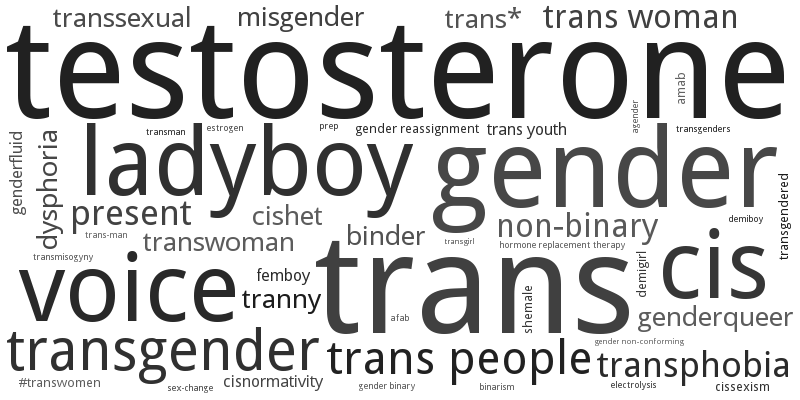 transsexual
misgender
trans*
trans woman
testosterone
amab
agender
transman
estrogen
prep
gender reassignment
trans youth
transgenders
genderfluid
dysphoria
ladyboy
gender
transgendered
present
cishet
non-binary
demiboy
trans-man
transwoman
binder
transgirl
hormone replacement therapy
transmisogyny
voice
femboy
tranny
trans
shemale
demigirl
cis
afab
genderqueer
transgender
trans people
gender non-conforming
transphobia
#transwomen
sex-change
cisnormativity
gender binary
binarism
electrolysis
cissexism